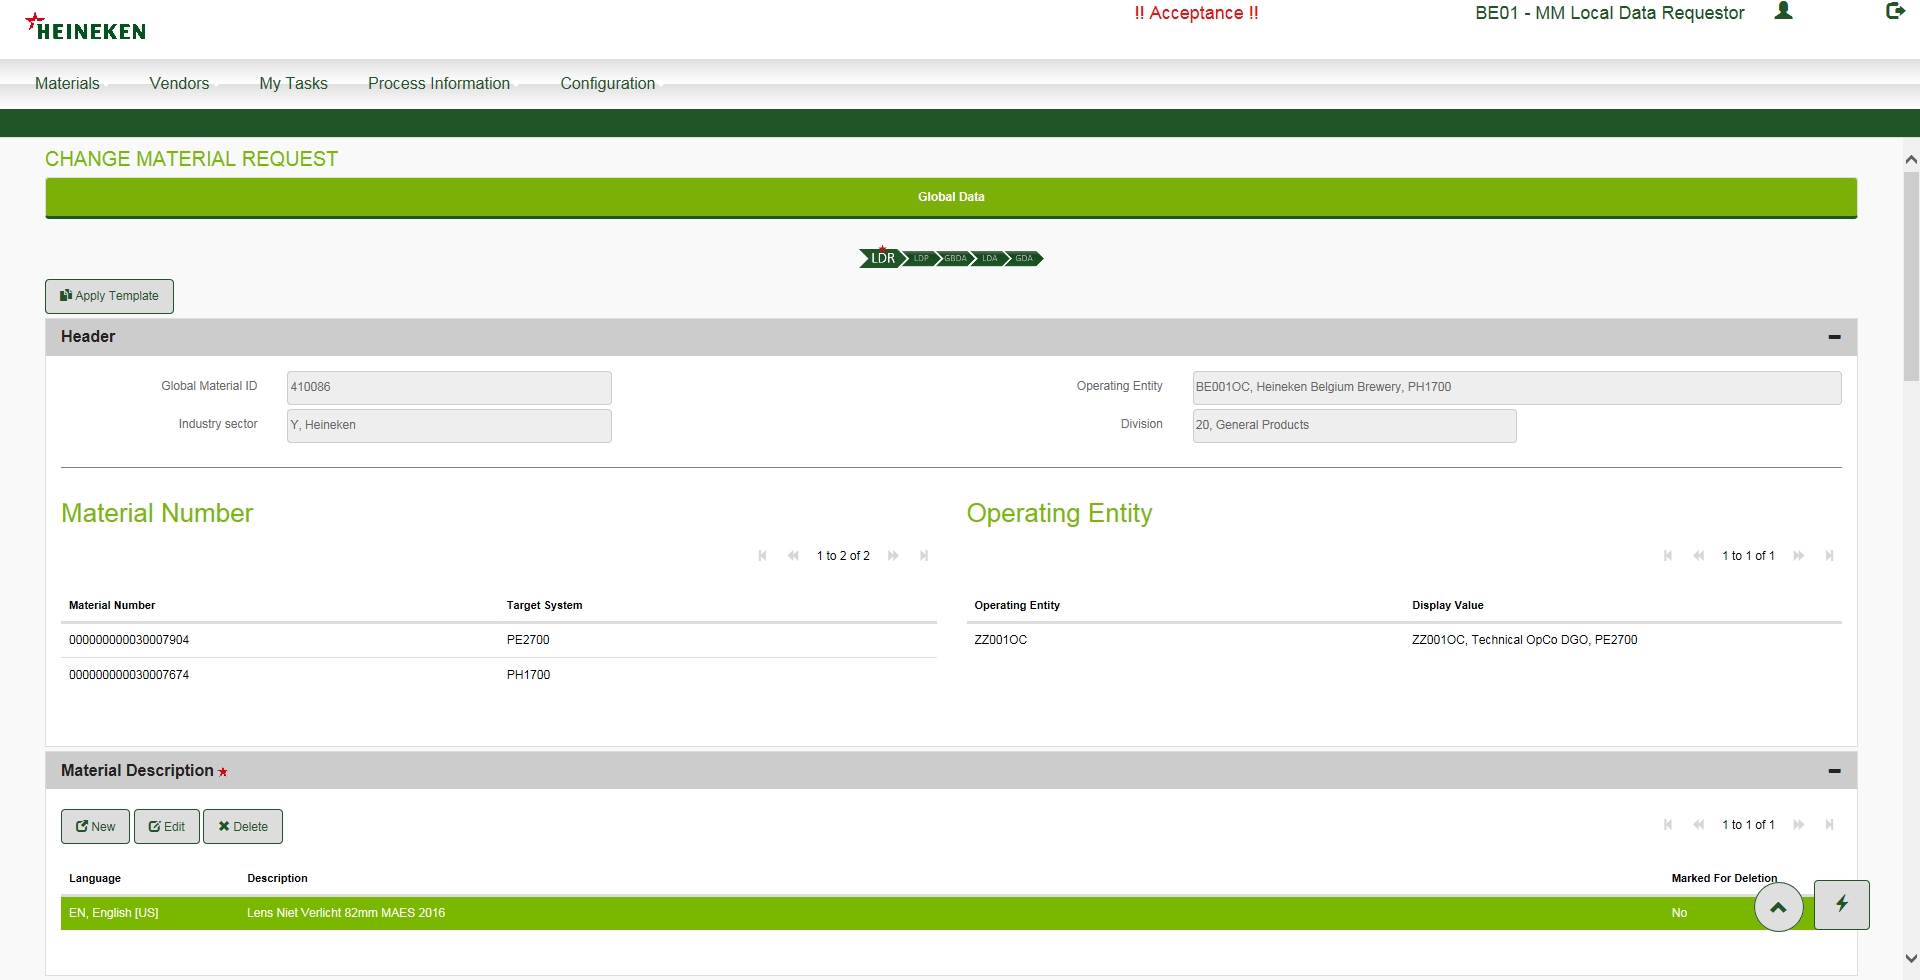 HEINEKEN
!! Acceptance !!
BE01 - MM Local Data Requestor
Materials Vendors My Tasks Process Information Configuration
CHANGE MATERIAL REQUEST
Global Data
LDR LDP GBDA LDA GDA
Apply Template
Header
Global Material ID 410086 Operating Entity BE001OC, Heineken Belgium Brewery, PH1700
Industry sector Y, Heineken Division 20, General Products
Material Number
1 to 2 of 2
Material Number Target System
000000000030007904 PE2700
000000000030007674 PH1700
Operating Entity
1 to 1 of 1
Operating Entity Display Value
ZZ001OC ZZ001OC, Technical OpCo DGO, PE2700
Material Description
New Edit Delete
1 to 1 of 1
Language Description Marked For Deletion
EN, English [US] Lens Niet Verlicht 82mm MAES 2016 No